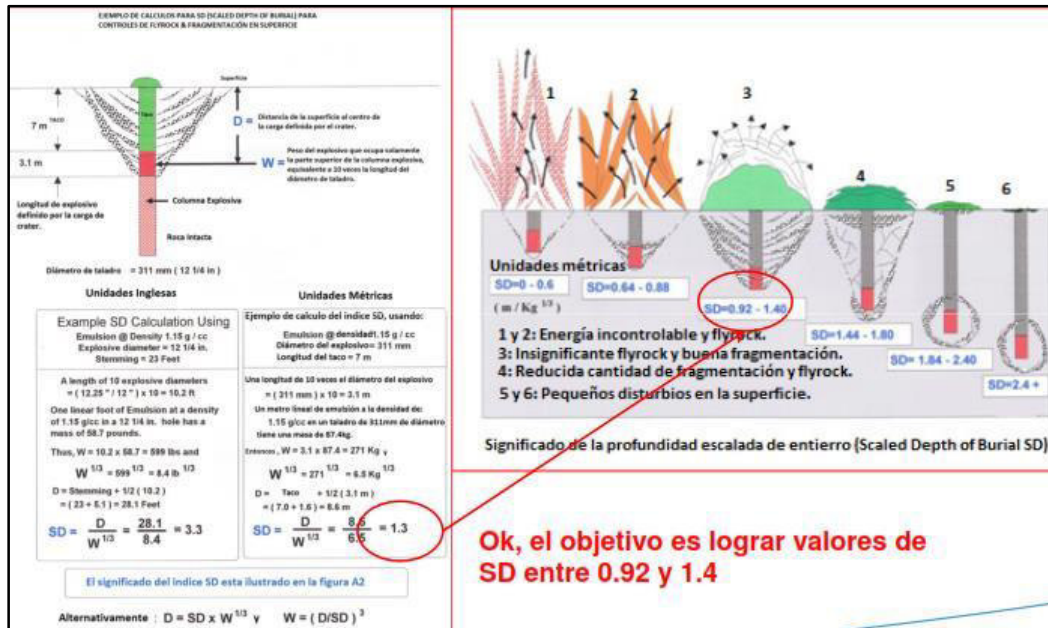 EJEMPLO DE CALCULOS PARA SD (SCALED DEPTH OF BURIAL) PARA
CONTROLES DE FLYROCK & FRAGMENTACIÓN EN SUPERFICIE
Superficie
TACO
7 m
3.1 m
Taco
D =
Distancia de la superficie al centro de
la carga definida por el crater.
W =
Peso del explosivo que ocupa solamente
la parte superior de la columna explosiva,
equivalente a 10 veces la longitud del
diámetro de taladro.
Longitud de explosivo
definido por la carga de
crater.
Columna Explosiva
Roca Intacta
Diámetro de taladro = 311 mm ( 12 1/4 in )
Unidades Inglesas
Example SD Calculation Using
Emulsion @ Density 1.15 g / cc
Explosive diameter = 12 1/4 in.
Stemming = 23 Feet
A length of 10 explosive diameters
= ( 12.25 " / 12 " ) x 10 = 10.2 ft
One linear foot of Emulsion at a density
of 1.15 g/cc in a 12 1/4 in. hole has a
mass of 58.7 pounds.
Thus, W = 10.2 x 58.7 = 599 lbs and
W 1/3 = 599 1/3 = 8.4 lb 1/3
D = Stemming + 1/2 ( 10.2 )
= ( 23 + 5.1 ) = 28.1 Feet
SD = D / W 1/3 = 28.1 / 8.4 = 3.3
Unidades Métricas
Ejemplo de calculo del indice SD, usando:
Emulsion @ densidad1.15 g / cc
Diámetro del explosivo= 311 mm
Longitud del taco = 7 m
Una longitud de 10 veces el diámetro del explosivo
= ( 311 mm ) x 10 = 3.1 m
Un metro lineal de emulsión a la densidad de:
1.15 g/cc en un taladro de 311mm de diámetro
tiene una masa de 87.4kg.
Entonces , W = 3.1 x 87.4 = 271 Kg y
W 1/3 = 271 1/3 = 6.5 Kg 1/3
D = Taco + 1/2 ( 3.1 m )
= ( 7.0 + 1.6 ) = 8.6 m
SD = D / W 1/3 = 8.6 / 6.5 = 1.3
El significado del indice SD esta ilustrado en la figura A2
Alternativamente : D = SD x W 1/3 y W = ( D/SD ) 3
1
2
3
4
5
6
Unidades métricas
SD=0 - 0.6
( m / Kg 1/3 )
SD=0.64 - 0.88
SD=0.92 - 1.40
SD=1.44 - 1.80
SD= 1.84 - 2.40
SD=2.4 +
1 y 2: Energía incontrolable y flyrock.
3: Insignificante flyrock y buena fragmentación.
4: Reducida cantidad de fragmentación y flyrock.
5 y 6: Pequeños disturbios en la superficie.
Significado de la profundidad escalada de entierro (Scaled Depth of Burial SD)
Ok, el objetivo es lograr valores de
SD entre 0.92 y 1.4